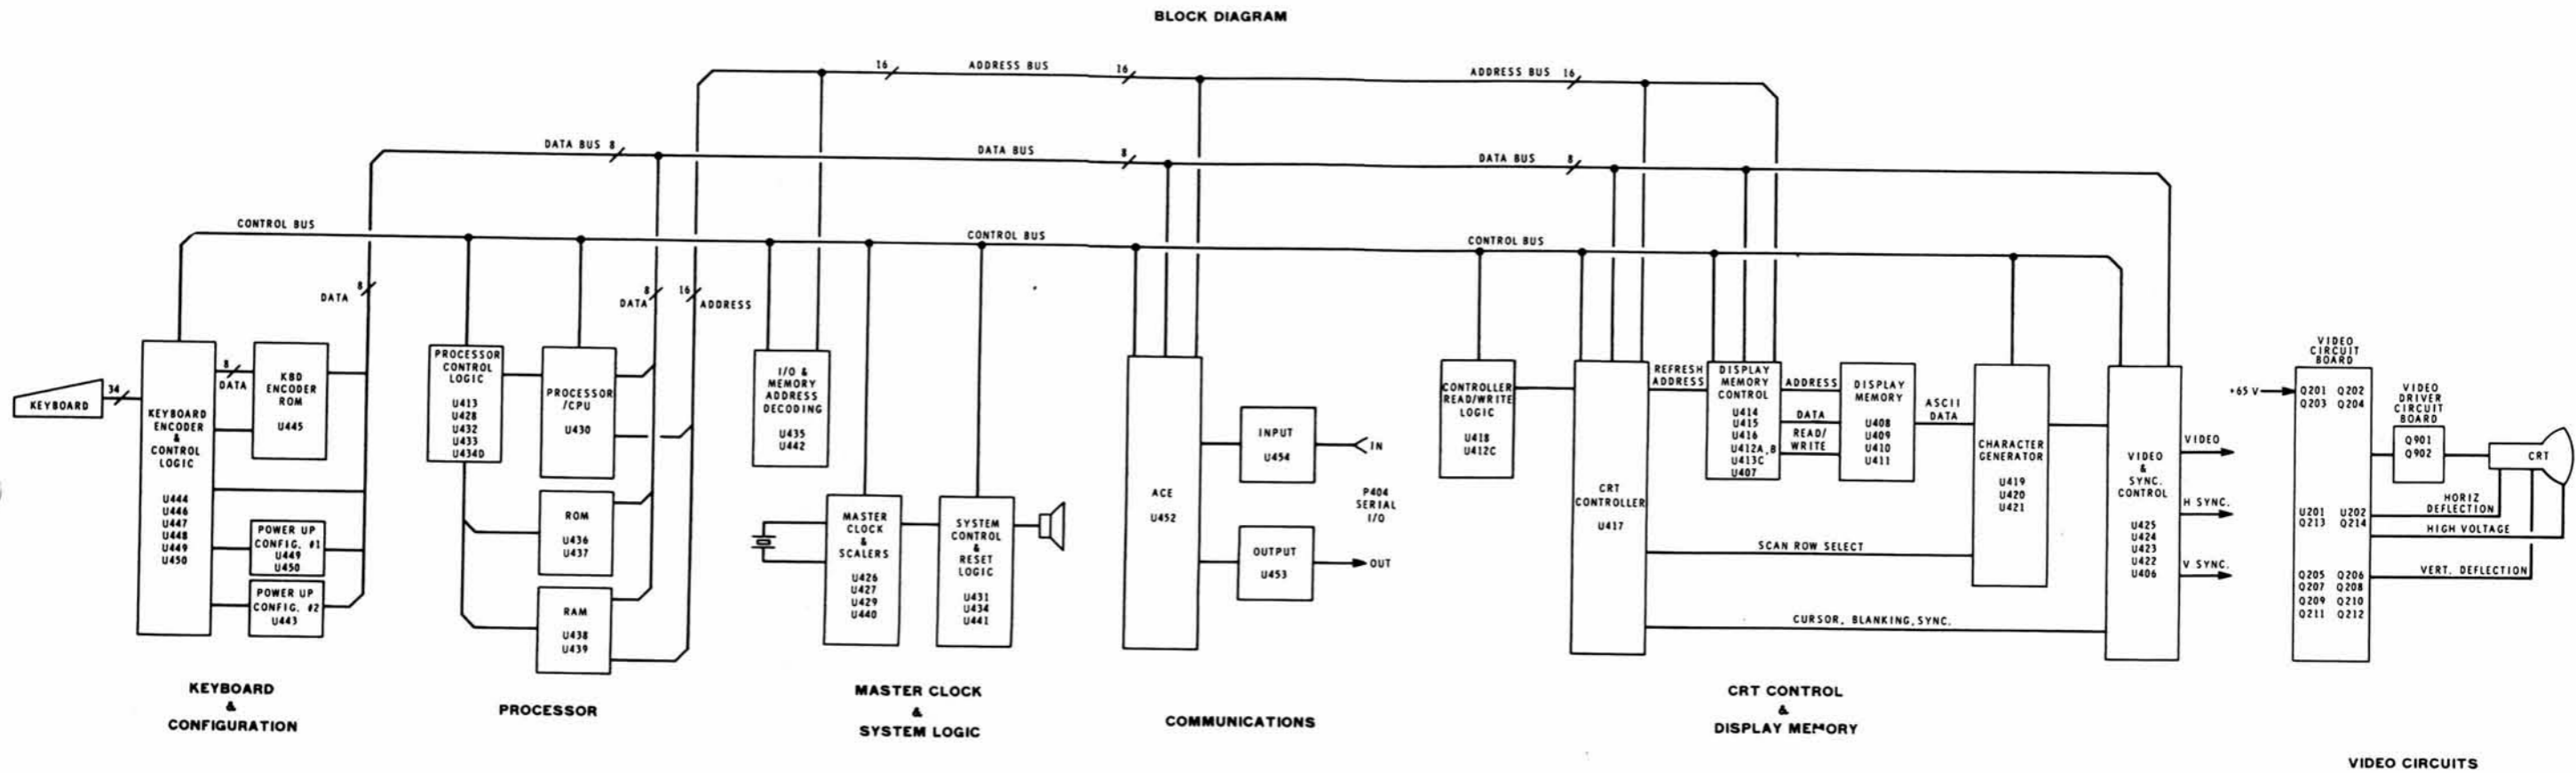 BLOCK DIAGRAM
16
ADDRESS BUS
16
ADDRESS BUS 16
DATA BUS 8
DATA BUS
8
DATA BUS
8
CONTROL BUS
CONTROL BUS
CONTROL BUS
8
DATA
8
DATA
16
ADDRESS
KEYBOARD
34
KEYBOARD
ENCODER
&
CONTROL
LOGIC
U444
U446
U447
U448
U449
U450
8
DATA
KBD
ENCODER
ROM
U445
POWER UP
CONFIG. #1
U449
U450
POWER UP
CONFIG. #2
U443
KEYBOARD
&
CONFIGURATION
PROCESSOR
CONTROL
LOGIC
U413
U428
U432
U433
U434D
PROCESSOR
/CPU
U430
ROM
U436
U437
RAM
U438
U439
PROCESSOR
I/O &
MEMORY
ADDRESS
DECODING
U435
U442
MASTER
CLOCK
&
SCALERS
U426
U427
U429
U440
SYSTEM
CONTROL
&
RESET
LOGIC
U431
U434
U441
MASTER CLOCK
&
SYSTEM LOGIC
ACE
U452
INPUT
U454
IN
P404
SERIAL
I/O
OUTPUT
U453
OUT
COMMUNICATIONS
CONTROLLER
READ/WRITE
LOGIC
U418
U412C
CRT
CONTROLLER
U417
REFRESH
ADDRESS
DISPLAY
MEMORY
CONTROL
U414
U415
U416
U412A,B
U413C
U407
ADDRESS
DATA
READ/
WRITE
DISPLAY
MEMORY
U408
U409
U410
U411
ASCII
DATA
CHARACTER
GENERATOR
U419
U420
U421
SCAN ROW SELECT
CURSOR, BLANKING, SYNC.
VIDEO
&
SYNC.
CONTROL
U425
U424
U423
U422
U406
VIDEO
H SYNC.
V SYNC.
CRT CONTROL
&
DISPLAY MEMORY
VIDEO
CIRCUIT
BOARD
+65 V
Q201 Q202
Q203 Q204
U201 U202
Q213 Q214
Q205 Q206
Q207 Q208
Q209 Q210
Q211 Q212
VIDEO
DRIVER
CIRCUIT
BOARD
Q901
Q902
CRT
HORIZ
DEFLECTION
HIGH VOLTAGE
VERT. DEFLECTION
VIDEO CIRCUITS